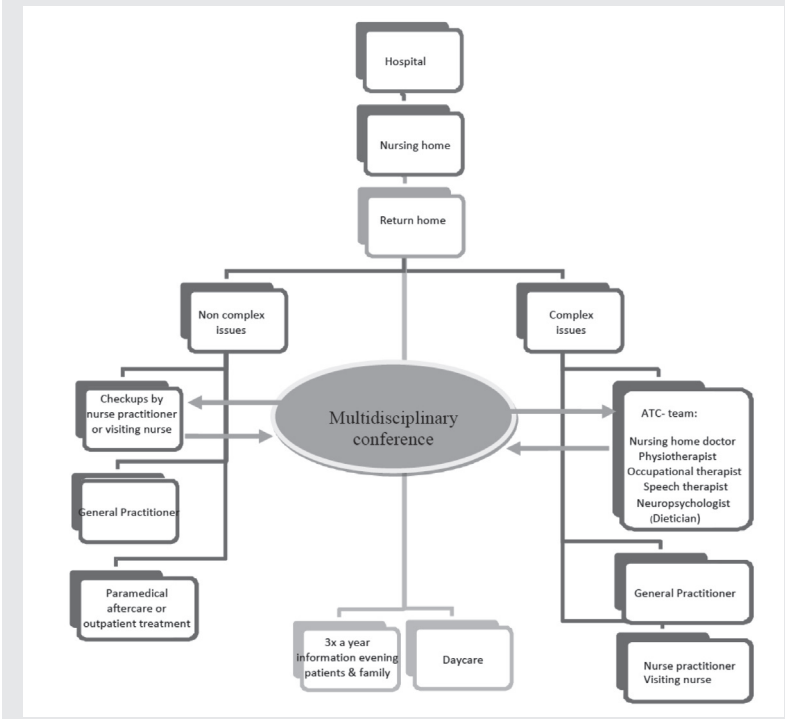 Hospital
Nursing home
Return home
Non complex
issues
Complex
issues
Checkups by
nurse practitioner
or visiting nurse
General Practitioner
Paramedical
aftercare or
outpatient treatment
Multidisciplinary
conference
ATC- team:
Nursing home doctor
Physiotherapist
Occupational therapist
Speech therapist
Neuropsychologist
(Dietician)
General Practitioner
Nurse practitioner
Visiting nurse
3x a year
information evening
patients & family
Daycare